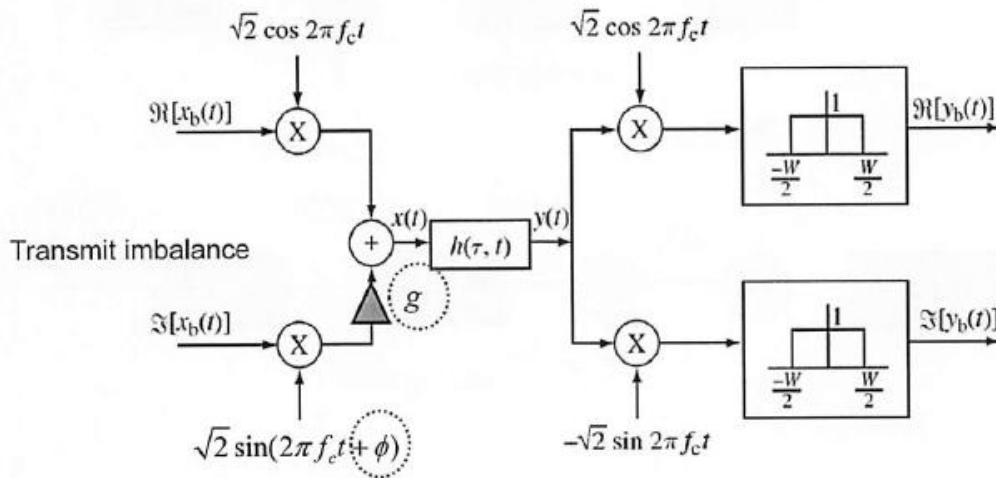 √2 cos 2πf_c t √2 cos 2πf_c t
ℜ[x_b(t)] X X 1 ℜ[y_b(t)]
-W/2 W/2
x(t) y(t)
Transmit imbalance + h(τ, t)
g
ℑ[x_b(t)] X X 1 ℑ[y_b(t)]
-W/2 W/2
√2 sin(2πf_c t + ϕ) -√2 sin 2πf_c t